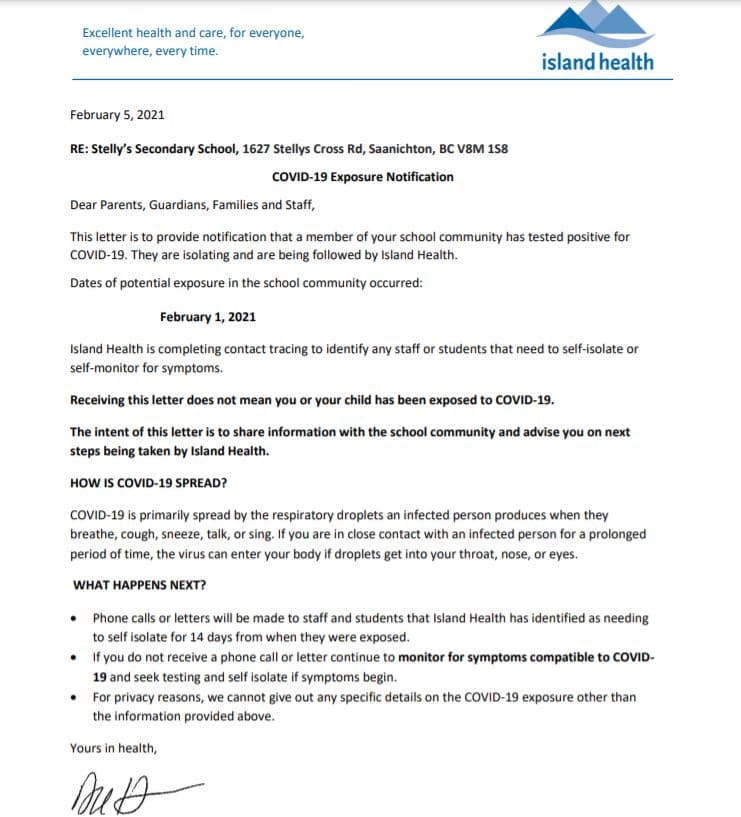 Excellent health and care, for everyone,
everywhere, every time.
island health
February 5, 2021
RE: Stelly's Secondary School, 1627 Stellys Cross Rd, Saanichton, BC V8M 1S8
COVID-19 Exposure Notification
Dear Parents, Guardians, Families and Staff,
This letter is to provide notification that a member of your school community has tested positive for
COVID-19. They are isolating and are being followed by Island Health.
Dates of potential exposure in the school community occurred:
February 1, 2021
Island Health is completing contact tracing to identify any staff or students that need to self-isolate or
self-monitor for symptoms.
Receiving this letter does not mean you or your child has been exposed to COVID-19.
The intent of this letter is to share information with the school community and advise you on next
steps being taken by Island Health.
HOW IS COVID-19 SPREAD?
COVID-19 is primarily spread by the respiratory droplets an infected person produces when they
breathe, cough, sneeze, talk, or sing. If you are in close contact with an infected person for a prolonged
period of time, the virus can enter your body if droplets get into your throat, nose, or eyes.
WHAT HAPPENS NEXT?
• Phone calls or letters will be made to staff and students that Island Health has identified as needing
to self isolate for 14 days from when they were exposed.
• If you do not receive a phone call or letter continue to monitor for symptoms compatible to COVID-
19 and seek testing and self isolate if symptoms begin.
• For privacy reasons, we cannot give out any specific details on the COVID-19 exposure other than
the information provided above.
Yours in health,